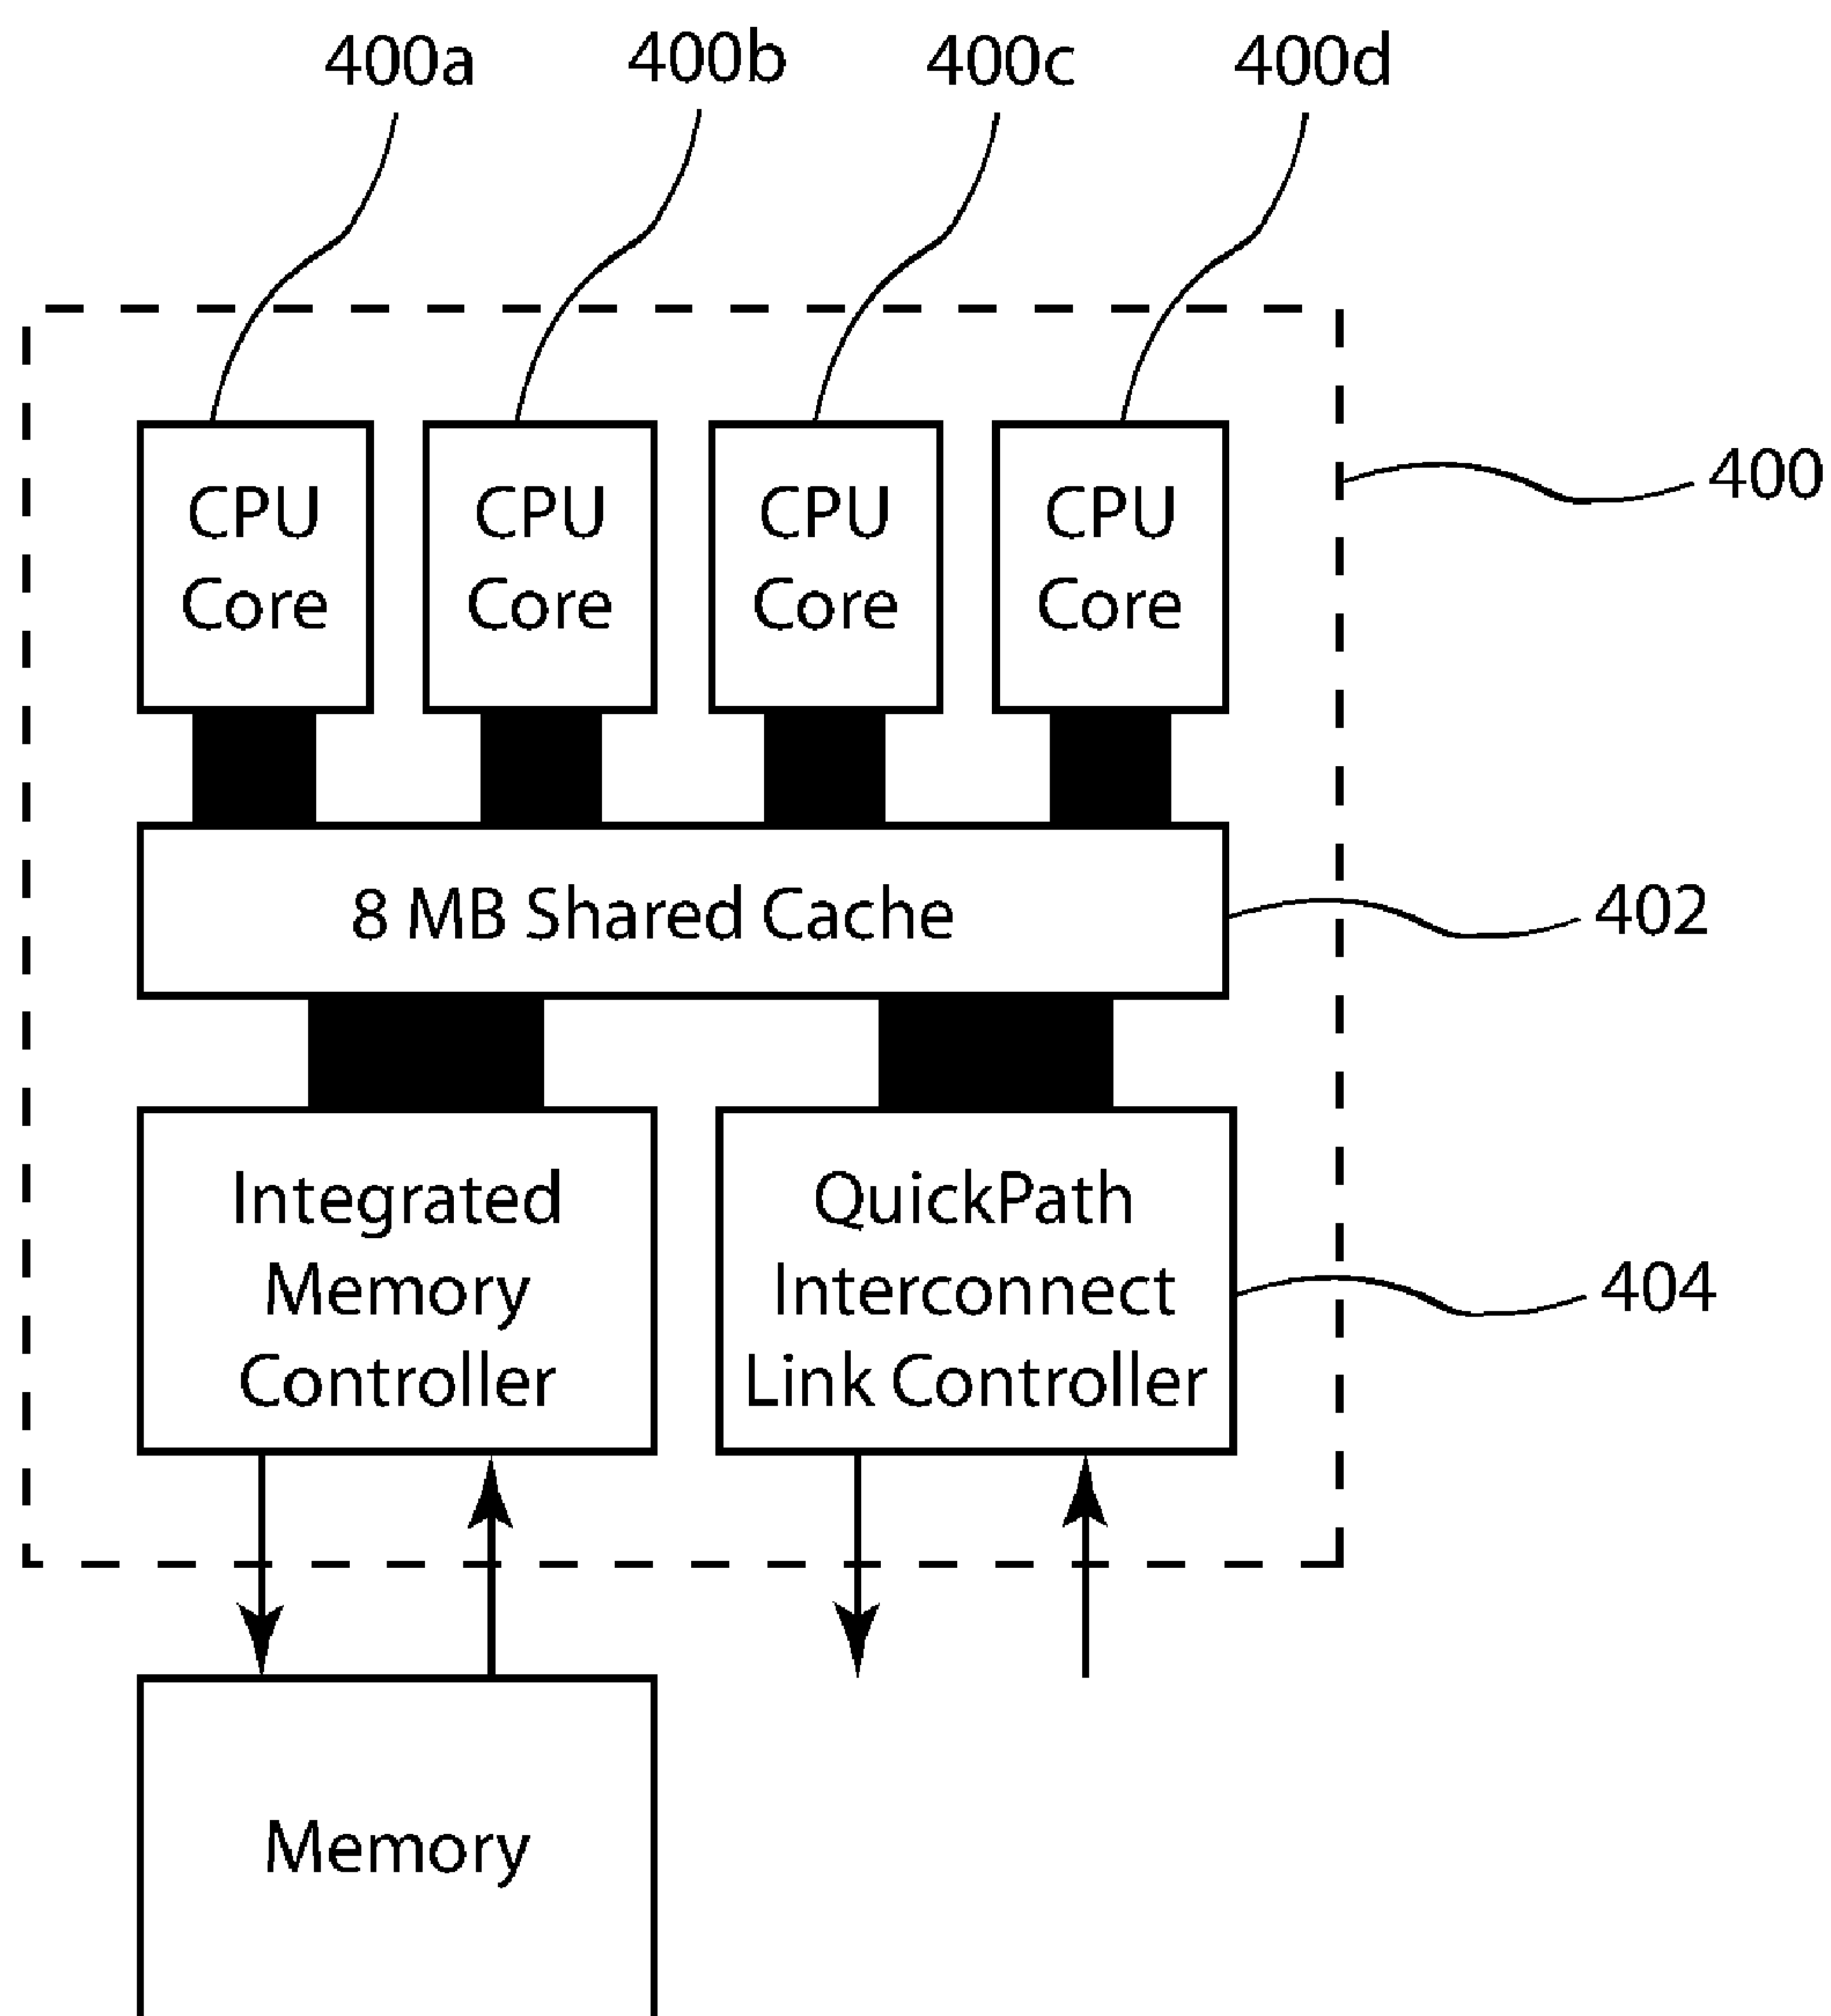 400a
400b
400c
400d
400
CPU
Core
CPU
Core
CPU
Core
CPU
Core
8 MB Shared Cache
402
Integrated
Memory
Controller
QuickPath
Interconnect
Link Controller
404
Memory